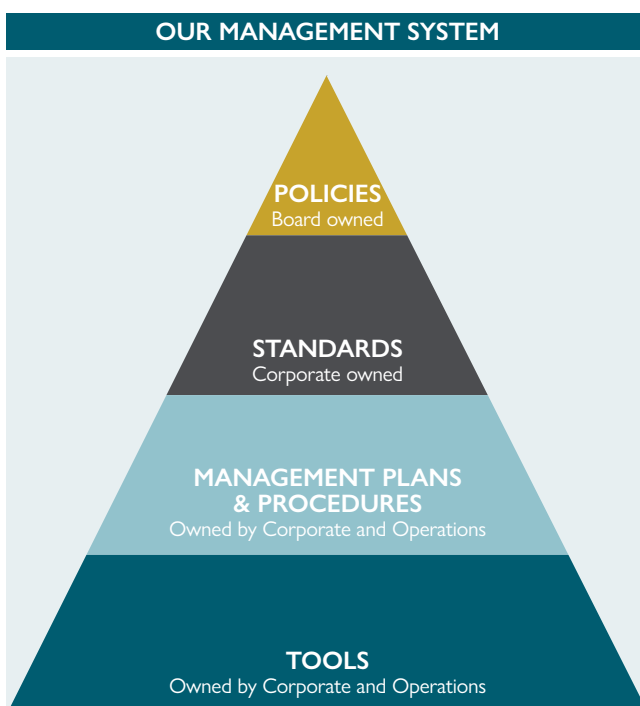 OUR MANAGEMENT SYSTEM
POLICIES
Board owned
STANDARDS
Corporate owned
MANAGEMENT PLANS
& PROCEDURES
Owned by Corporate and Operations
TOOLS
Owned by Corporate and Operations